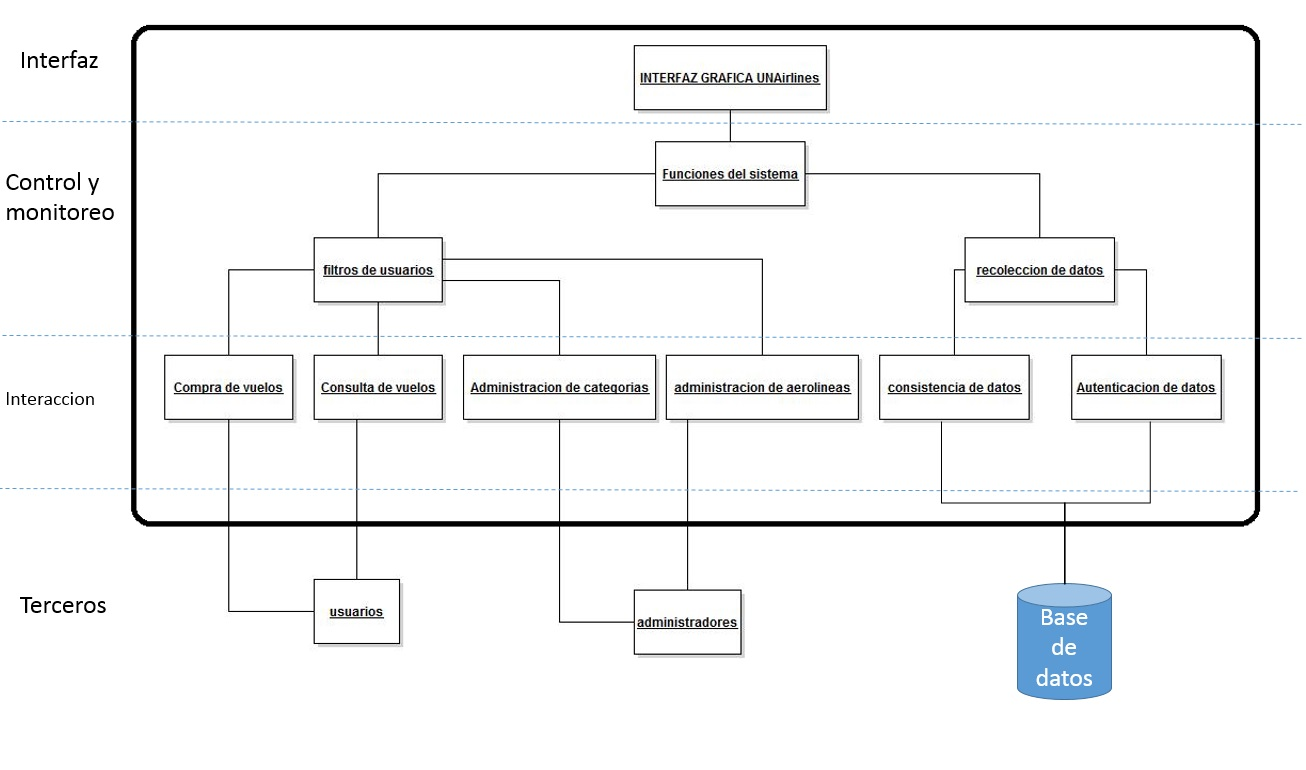 Interfaz
INTERFAZ GRAFICA UNAirlines
Control y
monitoreo
Funciones del sistema
filtros de usuarios
recoleccion de datos
Interaccion
Compra de vuelos
Consulta de vuelos
Administracion de categorias
administracion de aerolineas
consistencia de datos
Autenticacion de datos
Terceros
usuarios
administradores
Base
de
datos